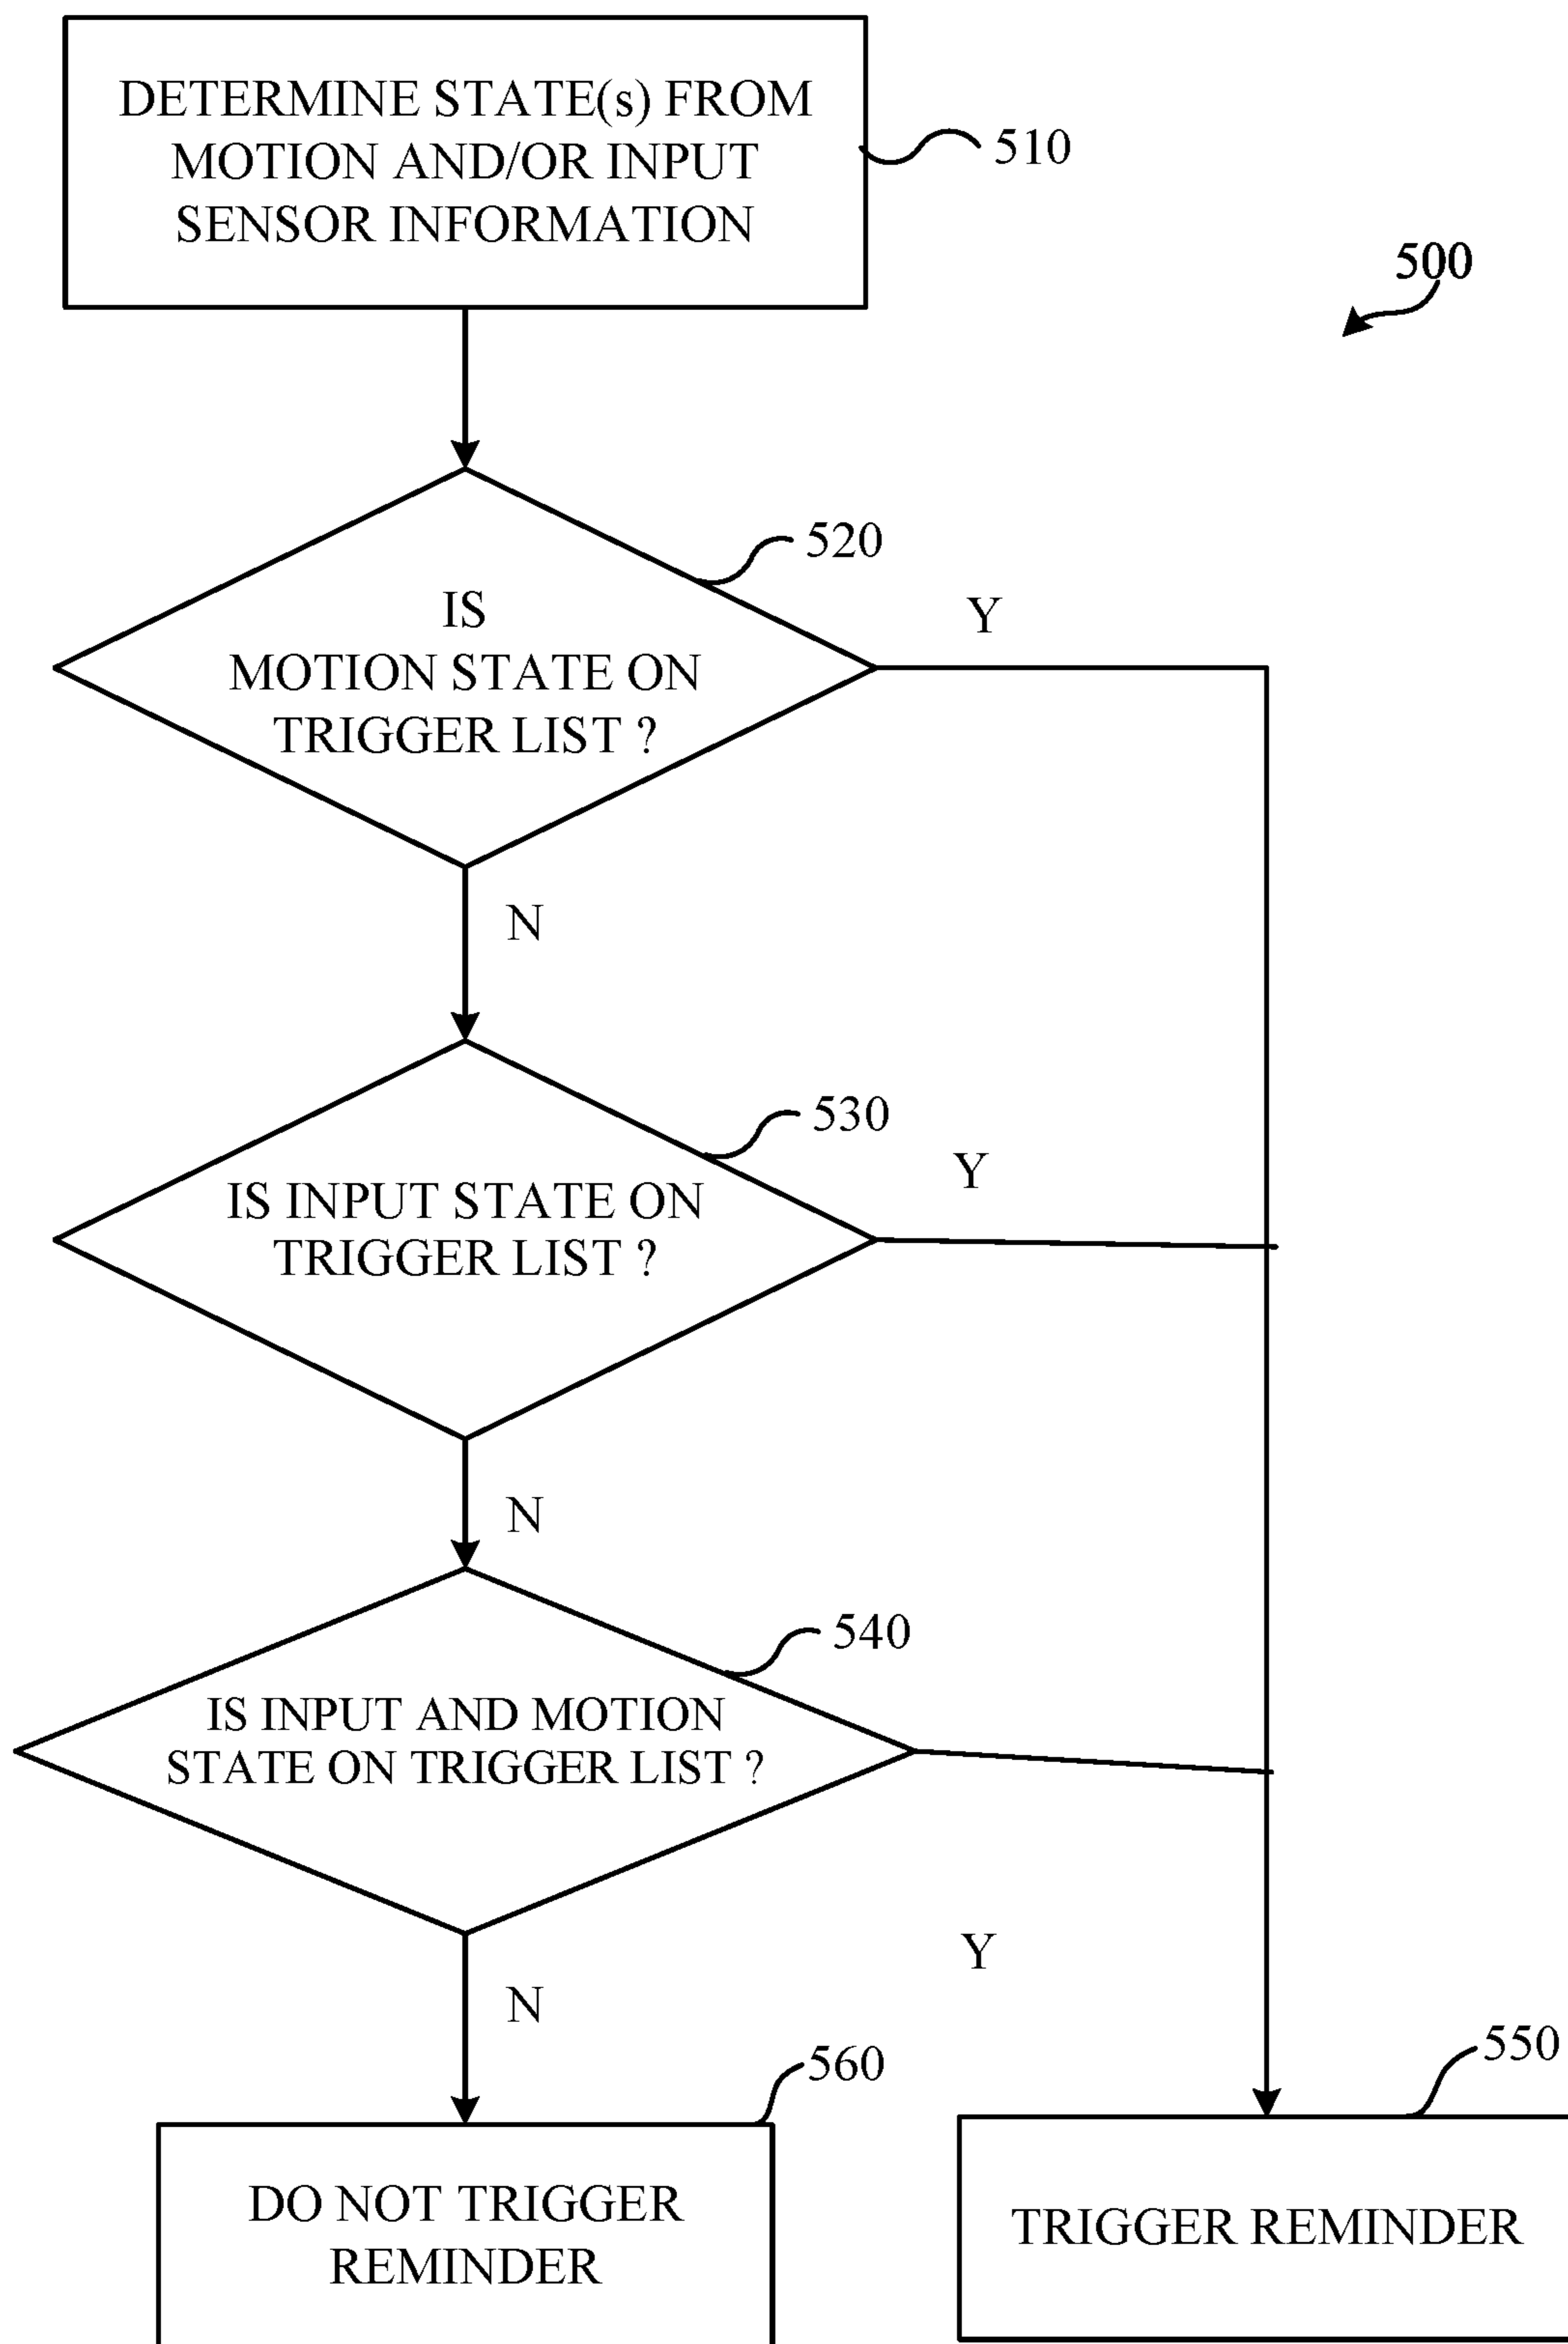 DETERMINE STATE(s) FROM
MOTION AND/OR INPUT
SENSOR INFORMATION
510
500
520
IS
MOTION STATE ON
TRIGGER LIST ?
Y
N
530
IS INPUT STATE ON
TRIGGER LIST ?
Y
N
540
IS INPUT AND MOTION
STATE ON TRIGGER LIST ?
Y
N
560
DO NOT TRIGGER
REMINDER
550
TRIGGER REMINDER